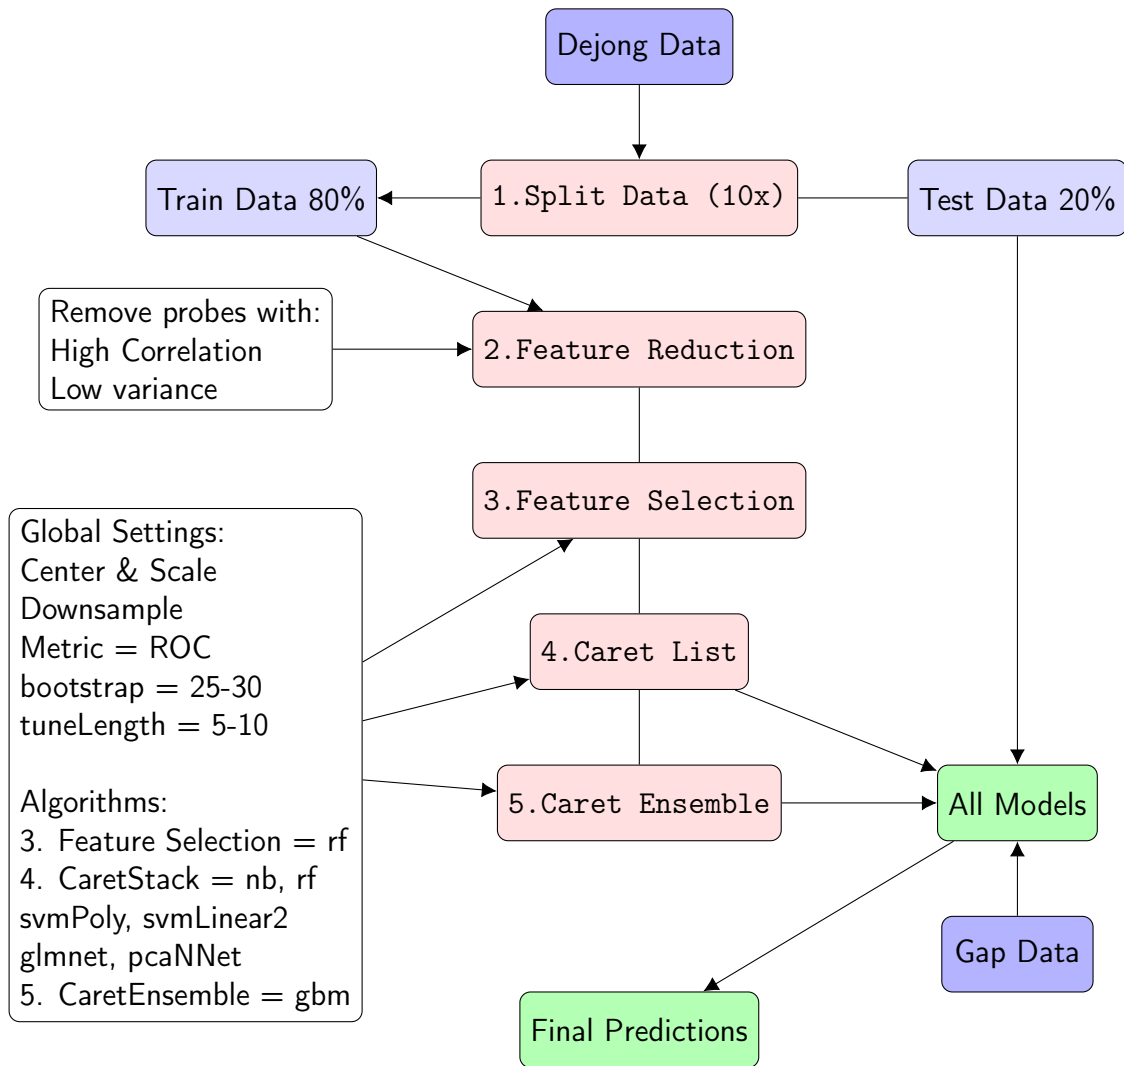 Dejong Data
Train Data 80%
1.Split Data (10x)
Test Data 20%
Remove probes with:
High Correlation
Low variance
2.Feature Reduction
3.Feature Selection
Global Settings:
Center & Scale
Downsample
Metric = ROC
bootstrap = 25-30
tuneLength = 5-10
Algorithms:
3. Feature Selection = rf
4. CaretStack = nb, rf
svmPoly, svmLinear2
glmnet, pcaNNet
5. CaretEnsemble = gbm
4.Caret List
5.Caret Ensemble
All Models
Gap Data
Final Predictions